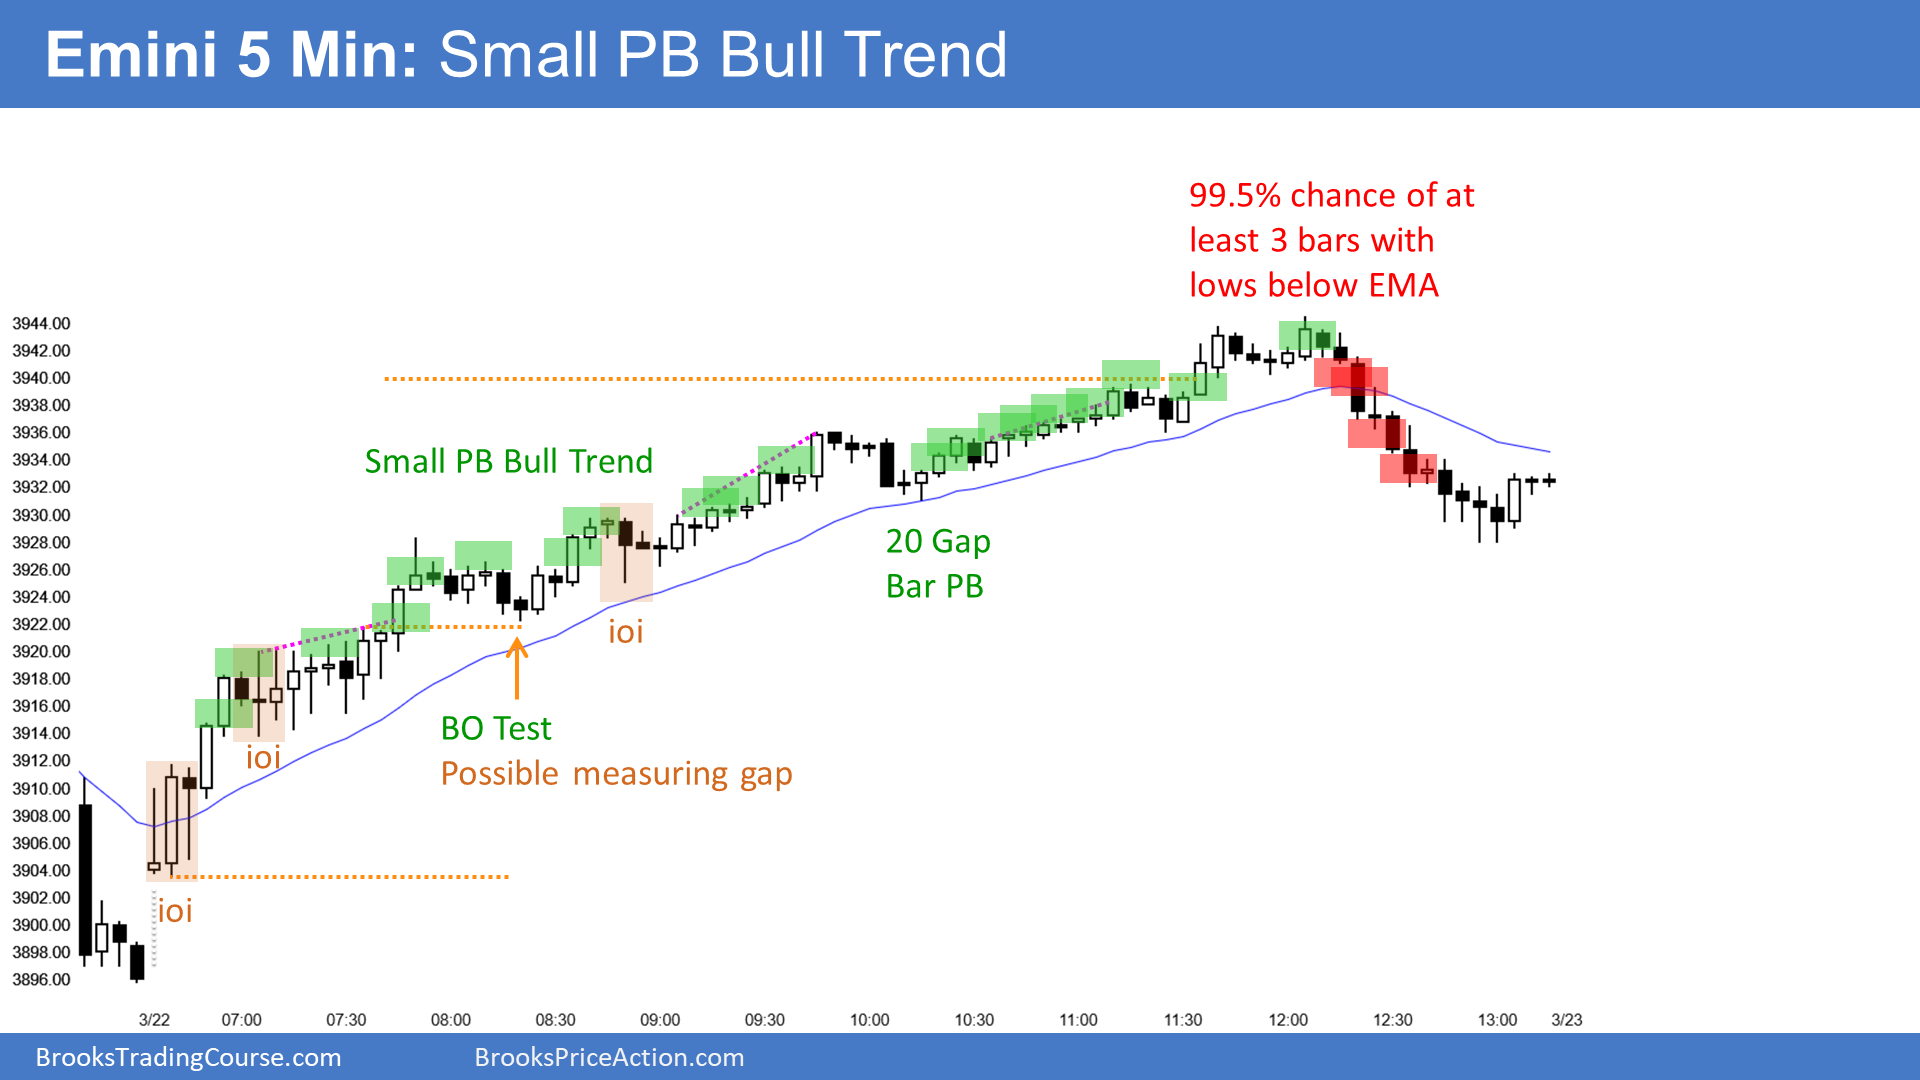 Emini 5 Min: Small PB Bull Trend
99.5% chance of at
least 3 bars with
lows below EMA
3944.00
3942.00
3940.00
3938.00
3936.00
3934.00
3932.00
3930.00
3928.00
3926.00
3924.00
3922.00
3920.00
3918.00
3916.00
3914.00
3912.00
3910.00
3908.00
3906.00
3904.00
3902.00
3900.00
3898.00
3896.00
Small PB Bull Trend
20 Gap
Bar PB
ioi
BO Test
Possible measuring gap
ioi
ioi
3/22 07:00 07:30 08:00 08:30 09:00 09:30 10:00 10:30 11:00 11:30 12:00 12:30 13:00 3/23
BrooksTradingCourse.com BrooksPriceAction.com